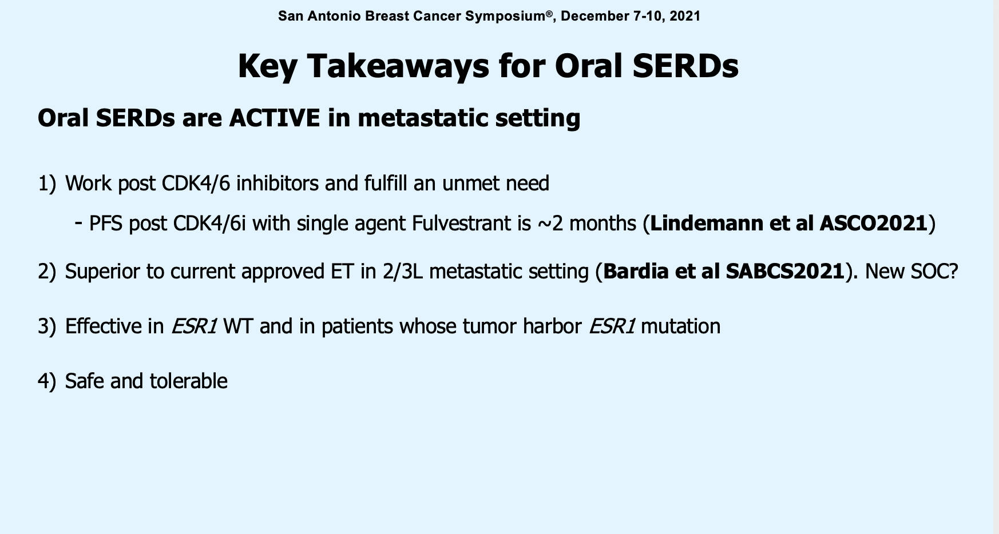 San Antonio Breast Cancer Symposium®, December 7-10, 2021
Key Takeaways for Oral SERDs
Oral SERDs are ACTIVE in metastatic setting
1) Work post CDK4/6 inhibitors and fulfill an unmet need
- PFS post CDK4/6i with single agent Fulvestrant is ~2 months (Lindemann et al ASCO2021)
2) Superior to current approved ET in 2/3L metastatic setting (Bardia et al SABCS2021). New SOC?
3) Effective in ESR1 WT and in patients whose tumor harbor ESR1 mutation
4) Safe and tolerable